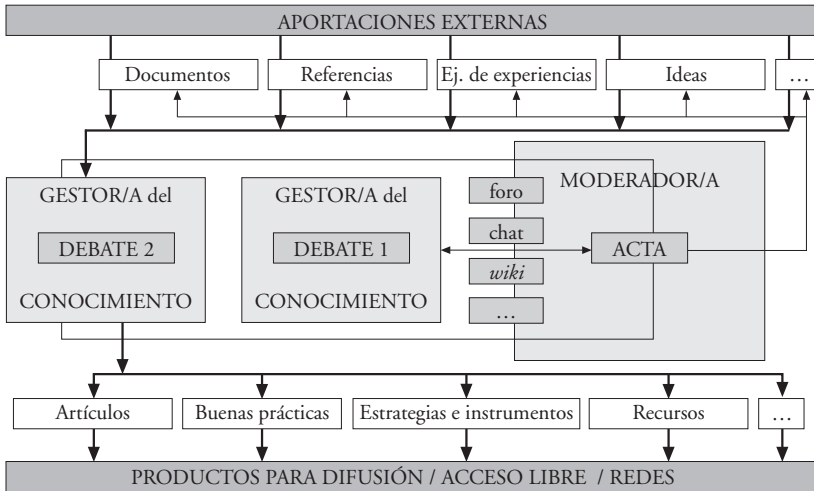 APORTACIONES EXTERNAS
Documentos
Referencias
Ej. de experiencias
Ideas
…
GESTOR/A del
DEBATE 2
CONOCIMIENTO
GESTOR/A del
DEBATE 1
CONOCIMIENTO
foro
chat
wiki
…
MODERADOR/A
ACTA
Artículos
Buenas prácticas
Estrategias e instrumentos
Recursos
…
PRODUCTOS PARA DIFUSIÓN / ACCESO LIBRE / REDES